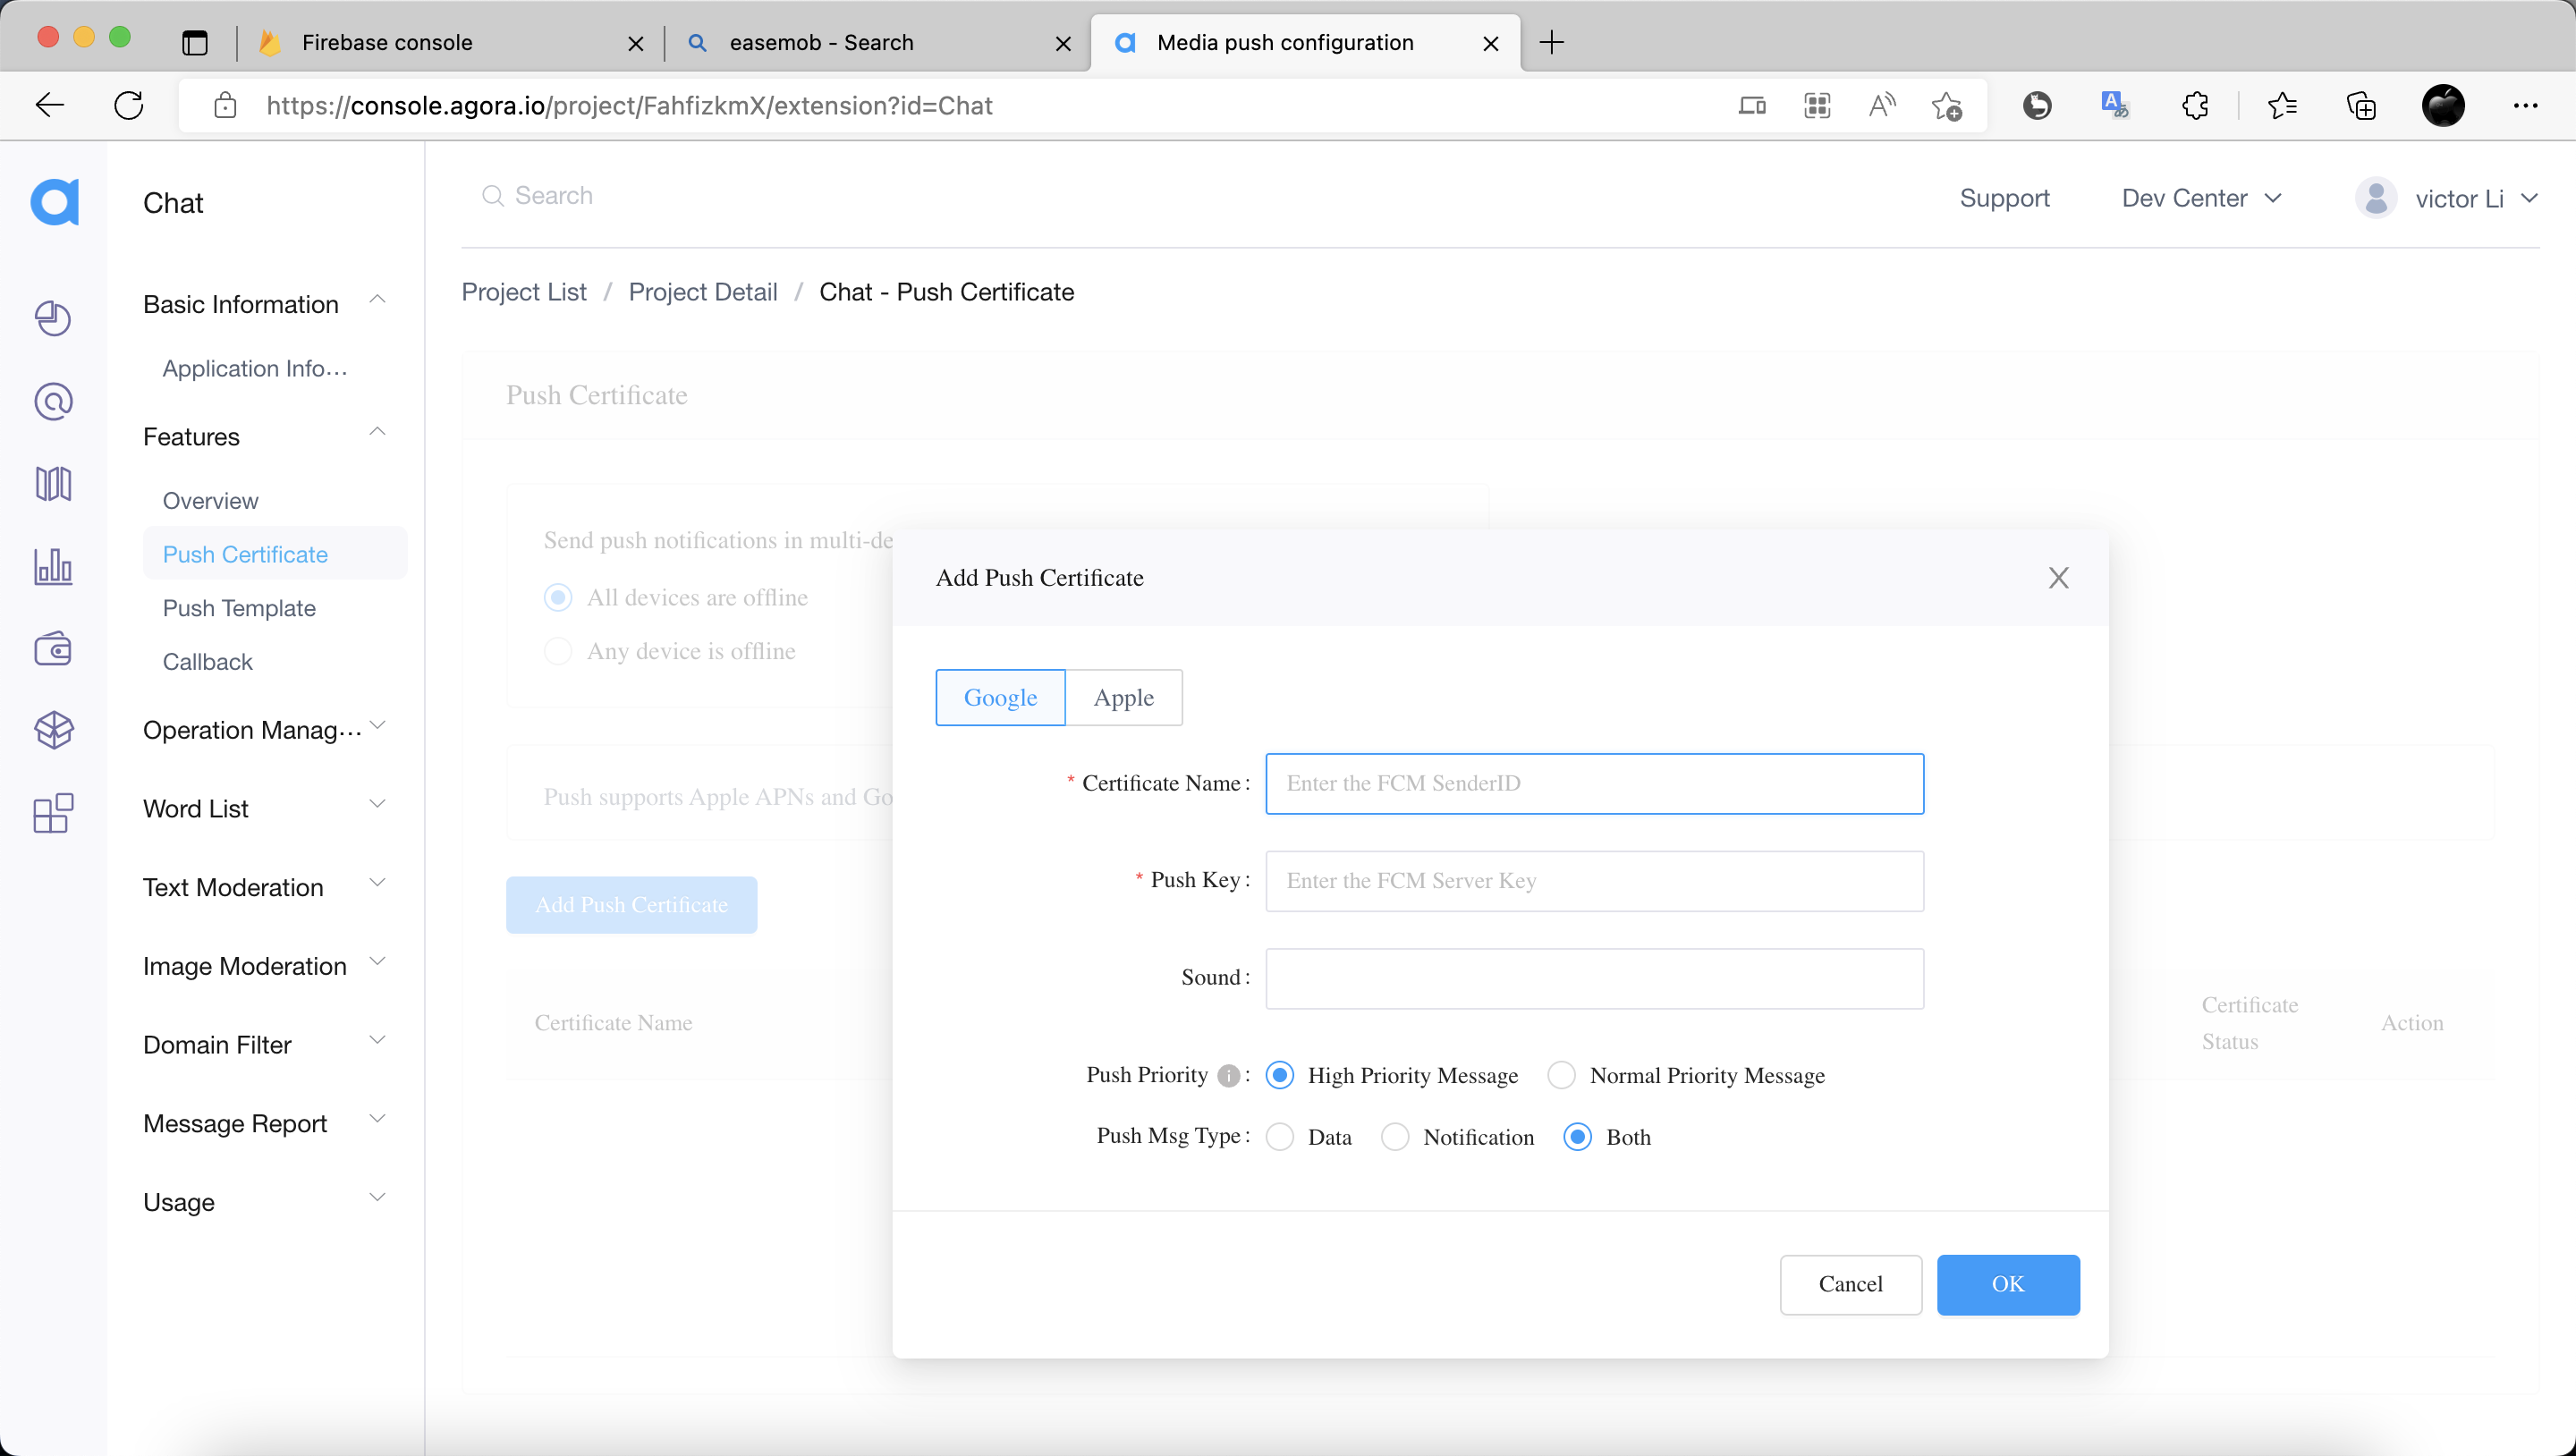 Firebase console
easemob - Search
Media push configuration
https://console.agora.io/project/FahfizkmX/extension?id=Chat
Chat
Search
Support
Dev Center
victor Li
Project List / Project Detail / Chat - Push Certificate
Basic Information
Application Info...
Features
Overview
Push Certificate
Push Template
Callback
Operation Manag...
Word List
Text Moderation
Image Moderation
Domain Filter
Message Report
Usage
Push Certificate
Send push notifications in multi-de
All devices are offline
Any device is offline
Push supports Apple APNs and Go
Add Push Certificate
Certificate Name
Certificate
Status
Action
Add Push Certificate
Google
Apple
* Certificate Name :
Enter the FCM SenderID
* Push Key :
Enter the FCM Server Key
Sound :
Push Priority i :
High Priority Message
Normal Priority Message
Push Msg Type :
Data
Notification
Both
Cancel
OK